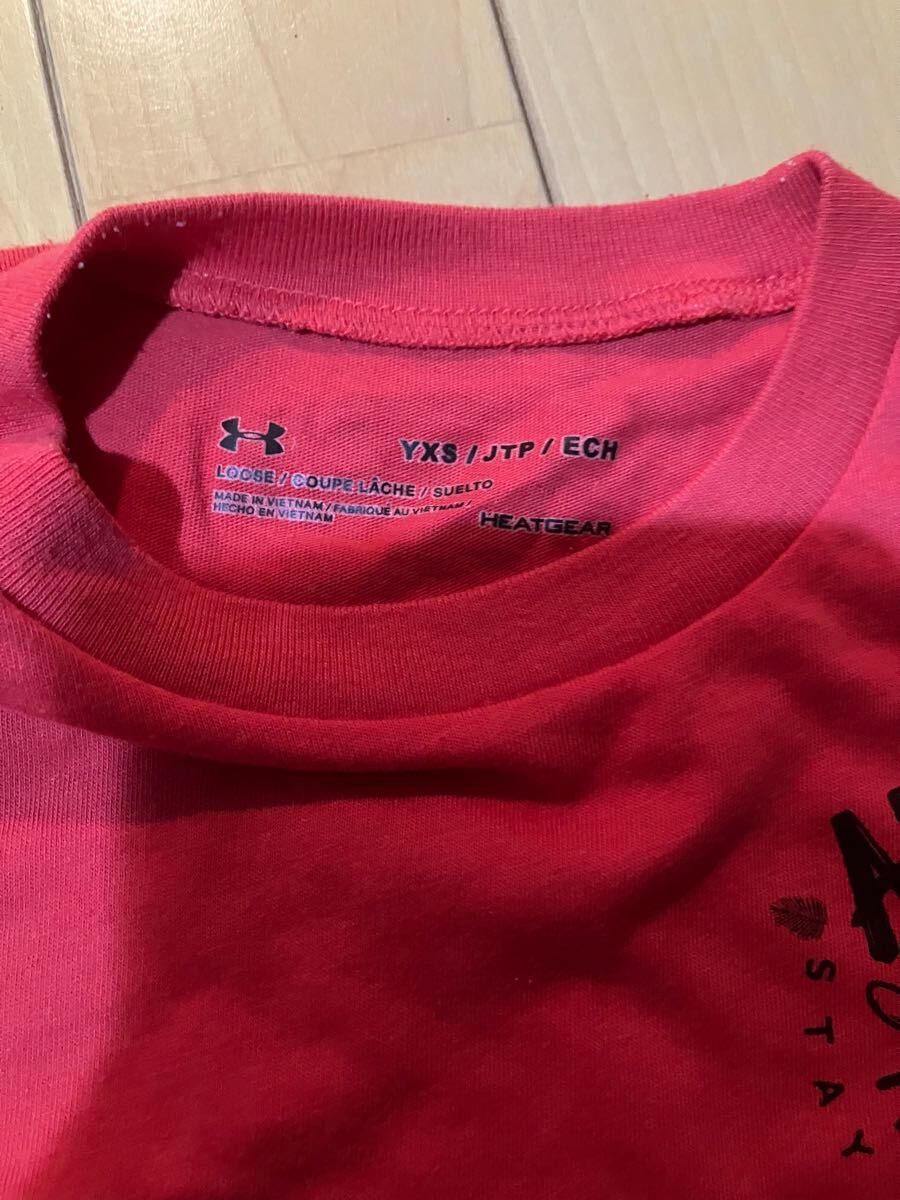 YXS / JTP / ECH
LOOSE / COUPE LÂCHE / SUELTO
MADE IN VIETNAM / FABRIQUÉ AU VIETNAM /
HECHO EN VIETNAM
HEATGEAR
STAY